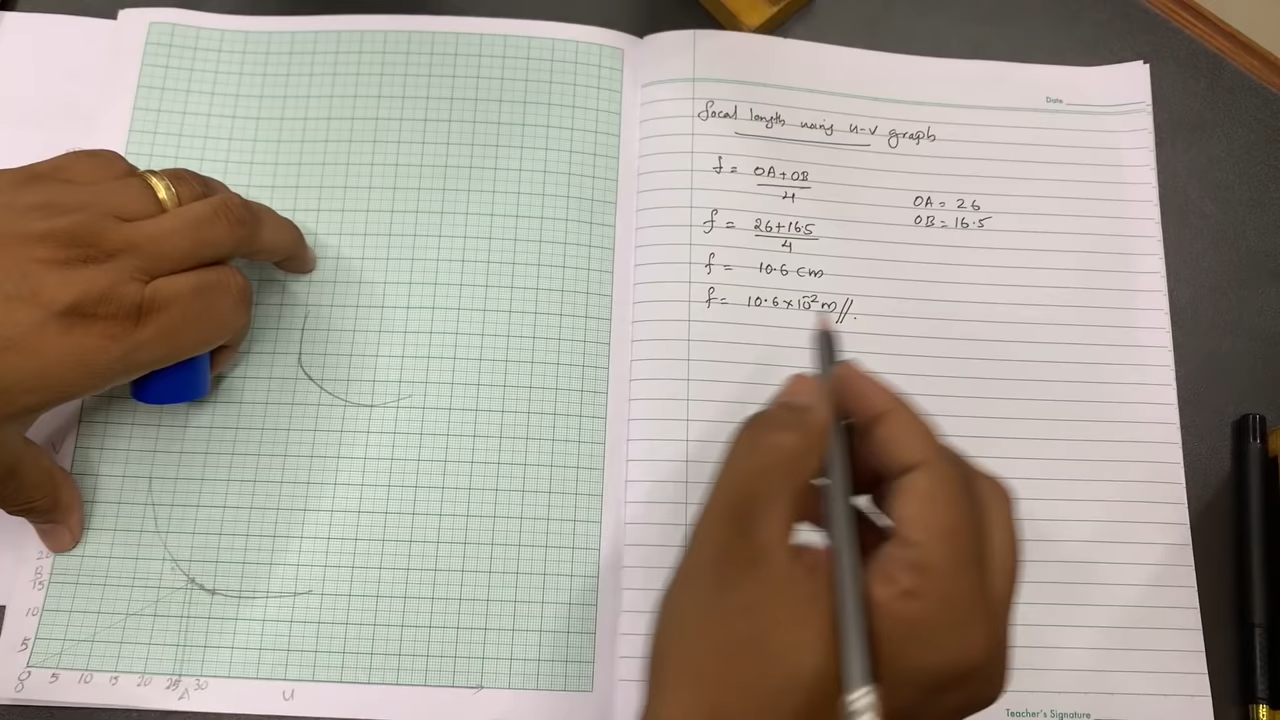 Date
focal length using u-v graph
f = OA+OB
4
OA = 26
OB = 16.5
f = 26+16.5
4
f = 10.6 cm
f = 10.6 × 10⁻² m //.
20
B
15
10
5
0
0
5 10 15 20 25 30
A
u
Teacher's Signature